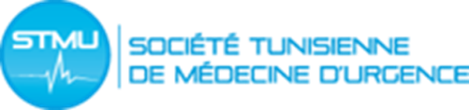 STMU
SOCIÉTÉ TUNISIENNE
DE MÉDECINE D'URGENCE